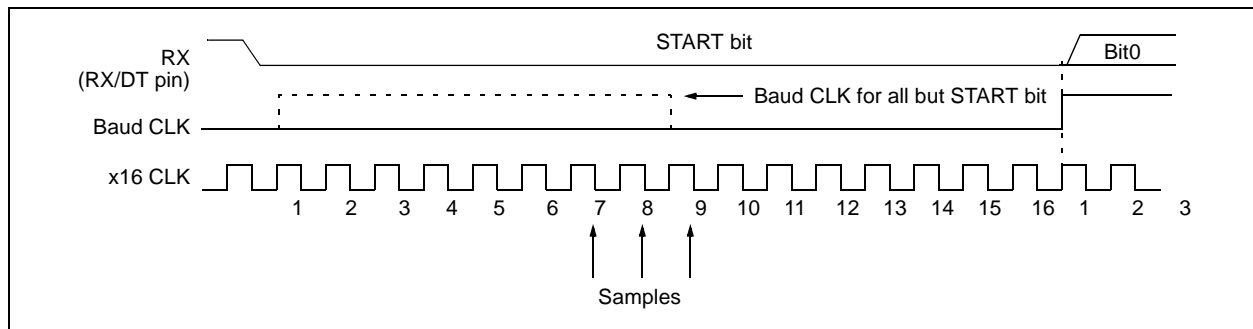 START bit
RX
(RX/DT pin)
Bit0
Baud CLK for all but START bit
Baud CLK
x16 CLK
1 2 3 4 5 6 7 8 9 10 11 12 13 14 15 16 1 2 3
Samples